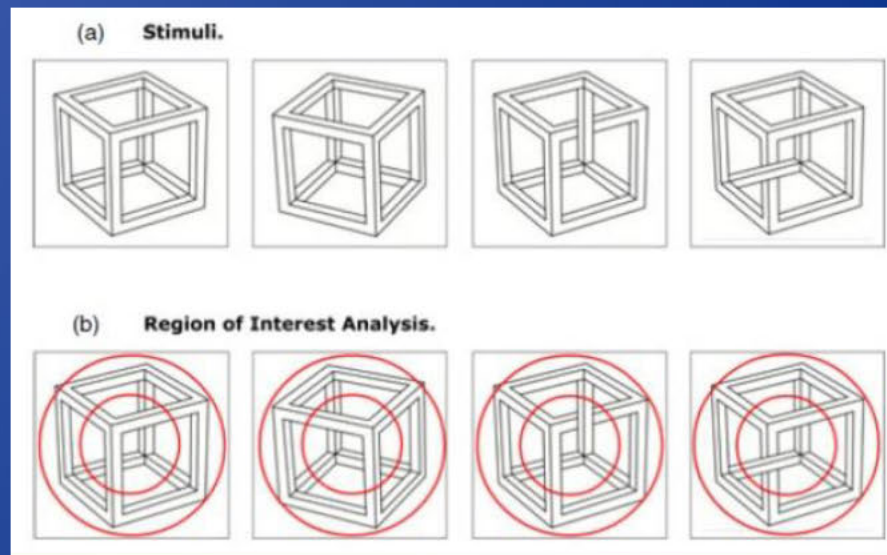 (a) Stimuli.
(b) Region of Interest Analysis.